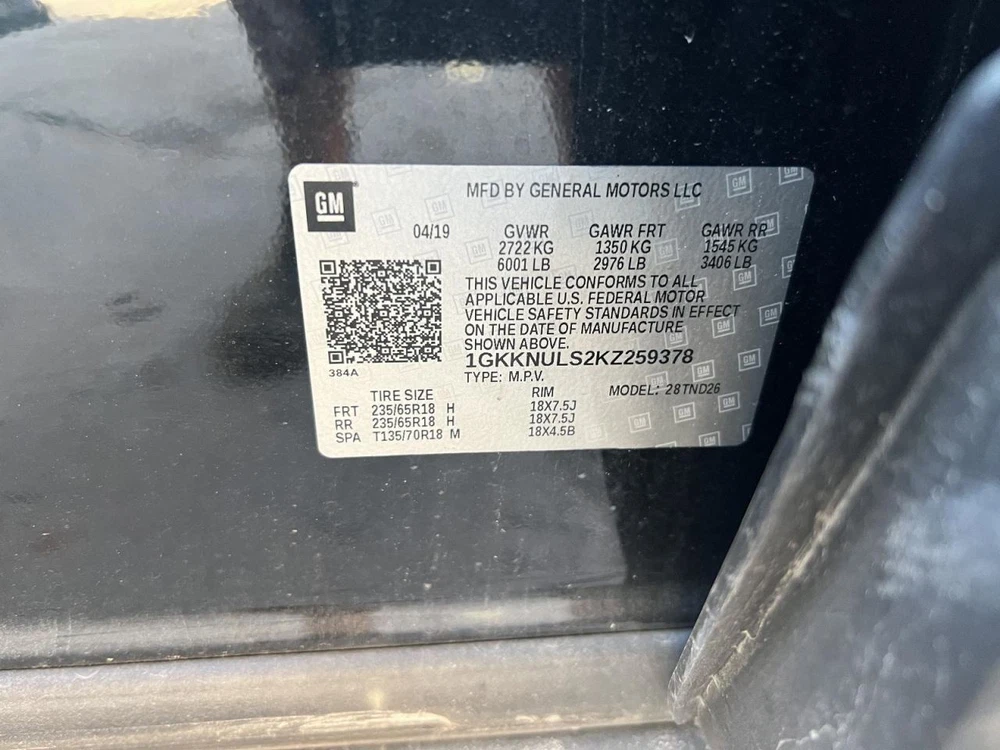 GM
MFD BY GENERAL MOTORS LLC
04/19 GVWR GAWR FRT GAWR RR
2722 KG 1350 KG 1545 KG
6001 LB 2976 LB 3406 LB
THIS VEHICLE CONFORMS TO ALL
APPLICABLE U.S. FEDERAL MOTOR
VEHICLE SAFETY STANDARDS IN EFFECT
ON THE DATE OF MANUFACTURE
SHOWN ABOVE.
1GKKNULS2KZ259378
384A
TYPE: M.P.V. MODEL: 28TND26
TIRE SIZE RIM
FRT 235/65R18 H 18X7.5J
RR 235/65R18 H 18X7.5J
SPA T135/70R18 M 18X4.5B